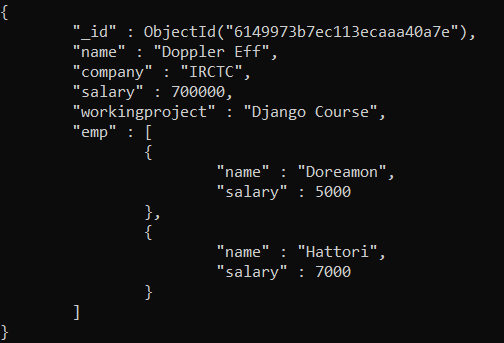 {
"_id" : ObjectId("6149973b7ec113ecaaa40a7e"),
"name" : "Doppler Eff",
"company" : "IRCTC",
"salary" : 700000,
"workingproject" : "Django Course",
"emp" : [
{
"name" : "Doreamon",
"salary" : 5000
},
{
"name" : "Hattori",
"salary" : 7000
}
]
}